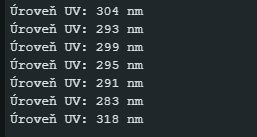 Úroveň UV: 304 nm
Úroveň UV: 293 nm
Úroveň UV: 299 nm
Úroveň UV: 295 nm
Úroveň UV: 291 nm
Úroveň UV: 283 nm
Úroveň UV: 318 nm